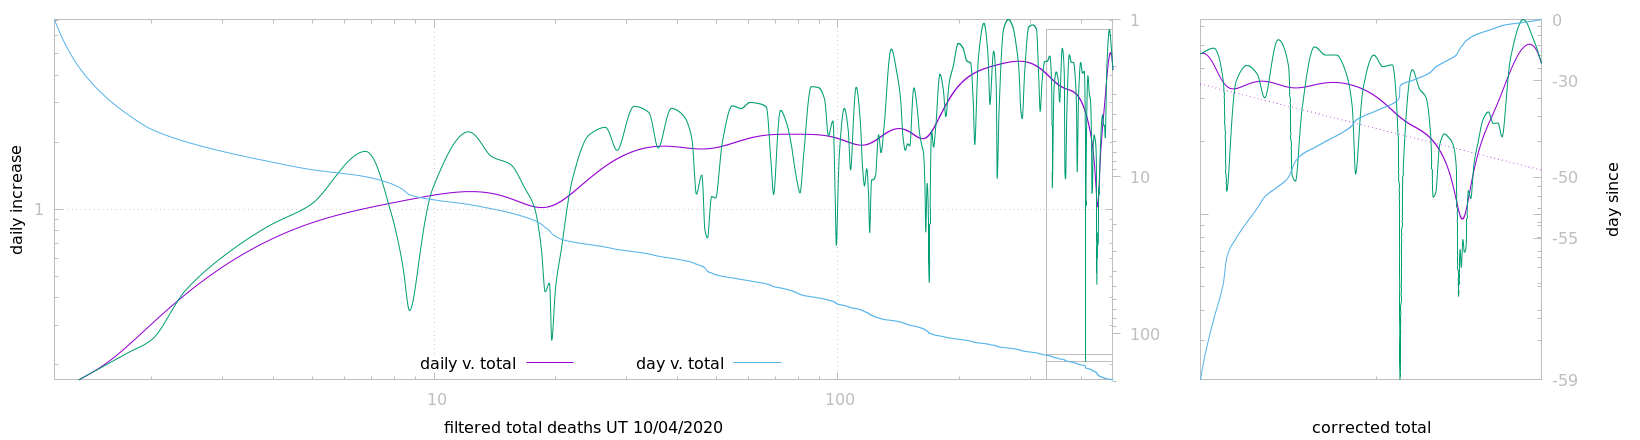 daily increase
1
daily v. total
day v. total
10
100
filtered total deaths UT 10/04/2020
1
10
100
0
-30
-50
-55
-59
day since
corrected total